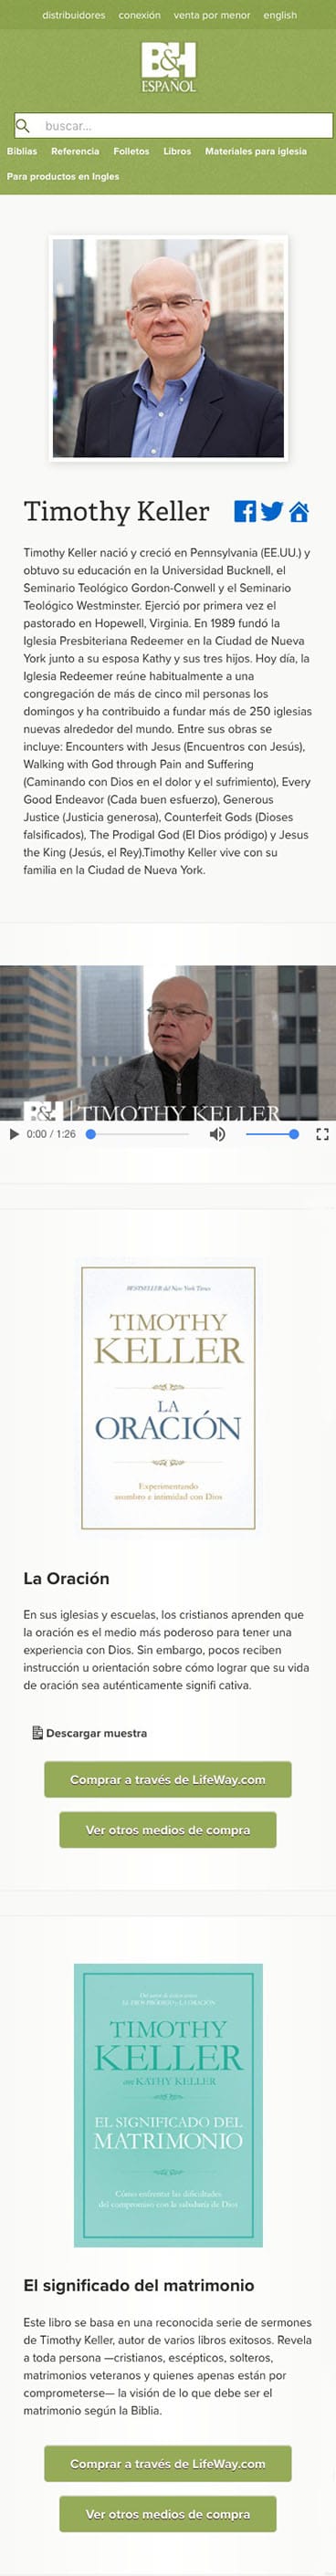 distribuidores conexión venta por menor english
B&H
ESPAÑOL
buscar...
Biblias Referencia Folletos Libros Materiales para iglesia
Para productos en Ingles
Timothy Keller
Timothy Keller nació y creció en Pennsylvania (EE.UU.) y
obtuvo su educación en la Universidad Bucknell, el
Seminario Teológico Gordon-Conwell y el Seminario
Teológico Westminster. Ejerció por primera vez el
pastorado en Hopewell, Virginia. En 1989 fundó la
Iglesia Presbiteriana Redeemer en la Ciudad de Nueva
York junto a su esposa Kathy y sus tres hijos. Hoy día, la
Iglesia Redeemer reúne habitualmente a una
congregación de más de cinco mil personas los
domingos y ha contribuido a fundar más de 250 iglesias
nuevas alrededor del mundo. Entre sus obras se
incluye: Encounters with Jesus (Encuentros con Jesús),
Walking with God through Pain and Suffering
(Caminando con Dios en el dolor y el sufrimiento), Every
Good Endeavor (Cada buen esfuerzo), Generous
Justice (Justicia generosa), Counterfeit Gods (Dioses
falsificados), The Prodigal God (El Dios pródigo) y Jesus
the King (Jesús, el Rey).Timothy Keller vive con su
familia en la Ciudad de Nueva York.
B&H TIMOTHY KELLER
0:00 / 1:26
BESTSELLER del New York Times
TIMOTHY
KELLER
LA
ORACIÓN
Experimentando
asombro e intimidad con Dios
La Oración
En sus iglesias y escuelas, los cristianos aprenden que
la oración es el medio más poderoso para tener una
experiencia con Dios. Sin embargo, pocos reciben
instrucción u orientación sobre cómo lograr que su vida
de oración sea auténticamente signifi cativa.
Descargar muestra
Comprar a través de LifeWay.com
Ver otros medios de compra
Del autor de éxitos ventas
EL DIOS PRÓDIGO y LA ORACIÓN
TIMOTHY
KELLER
con KATHY KELLER
EL SIGNIFICADO DEL
MATRIMONIO
Cómo enfrentar las dificultades
del compromiso con la sabiduría de Dios
El significado del matrimonio
Este libro se basa en una reconocida serie de sermones
de Timothy Keller, autor de varios libros exitosos. Revela
a toda persona —cristianos, escépticos, solteros,
matrimonios veteranos y quienes apenas están por
comprometerse— la visión de lo que debe ser el
matrimonio según la Biblia.
Comprar a través de LifeWay.com
Ver otros medios de compra